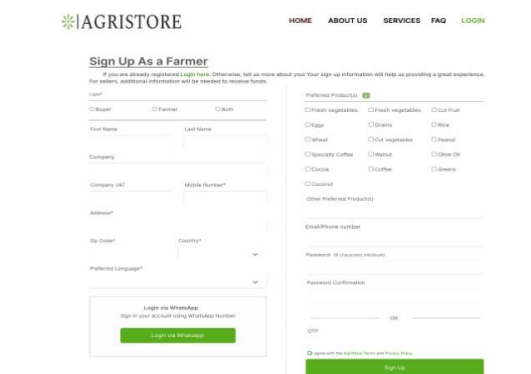 AGRISTORE
HOME ABOUT US SERVICES FAQ LOGIN
Sign Up As a Farmer
If you are already registered Login here. Otherwise, tell us more about you! Your sign up information will help us providing a great experience.
For sellers, additional information will be needed to receive funds.
I am*
Buyer Farmer Both
First Name Last Name
Company
Company VAT Mobile Number*
Address*
Zip Code* Country*
Preferred Language*
Login via WhatsApp
Sign in your account using WhatsApp Number
Login via Whatsapp
Preferred Product(s)
Fresh vegetables Fresh vegetables Cut Fruit
Eggs Grains Rice
Wheat Cut vegetables Peanut
Specialty Coffee Walnut Olive Oil
Cocoa Coffee Greens
Coconut
Other Preferred Product(s)
Email/Phone number
Password (8 characters minimum)
Password Confirmation
OR
OTP
I agree with the Agristore Terms and Privacy Policy
Sign Up